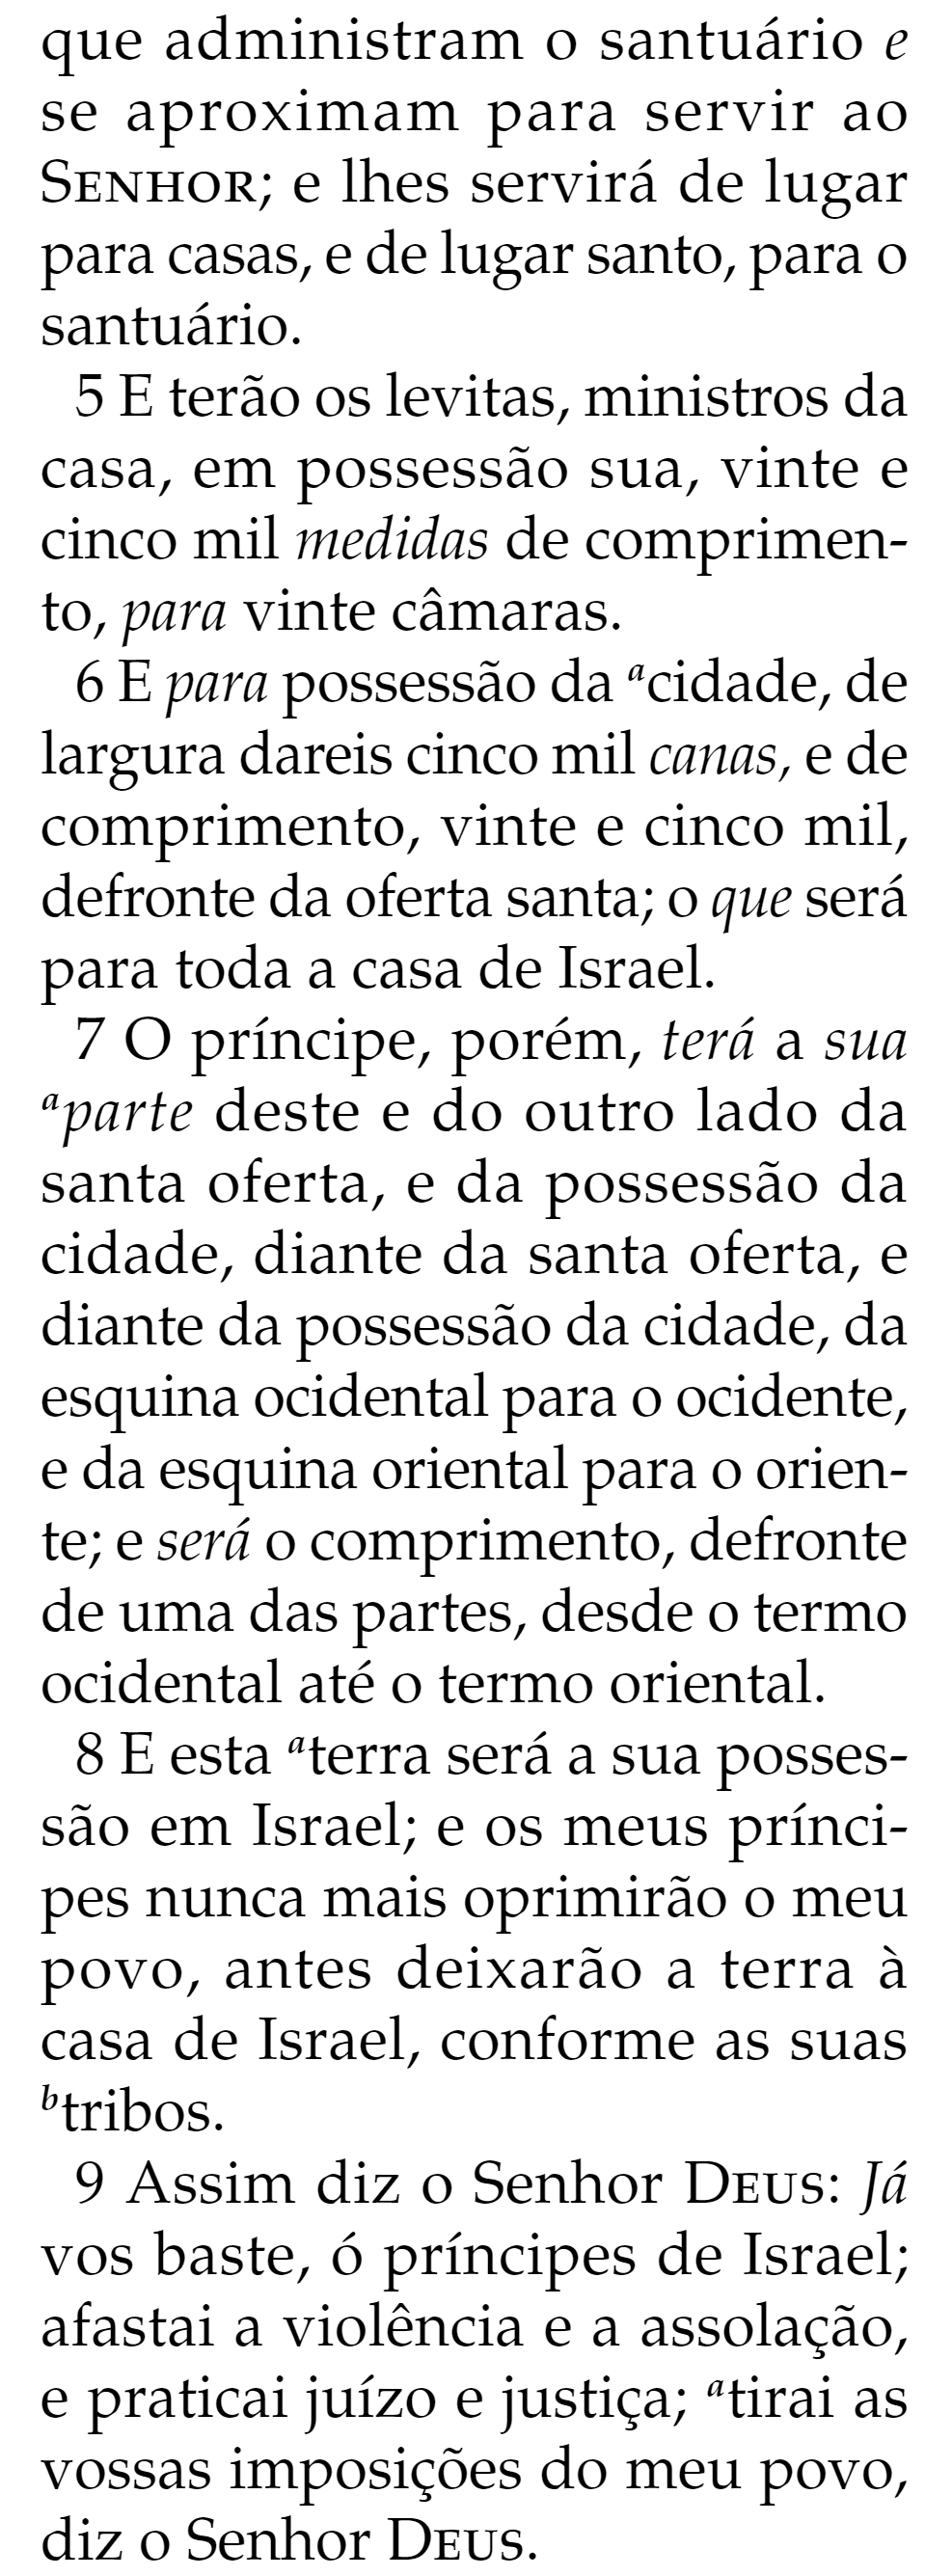 que administram o santuário e
se aproximam para servir ao
SENHOR; e lhes servirá de lugar
para casas, e de lugar santo, para o
santuário.
5 E terão os levitas, ministros da
casa, em possessão sua, vinte e
cinco mil medidas de comprimen-
to, para vinte câmaras.
6 E para possessão da ᵃcidade, de
largura dareis cinco mil canas, e de
comprimento, vinte e cinco mil,
defronte da oferta santa; o que será
para toda a casa de Israel.
7 O príncipe, porém, terá a sua
ᵃparte deste e do outro lado da
santa oferta, e da possessão da
cidade, diante da santa oferta, e
diante da possessão da cidade, da
esquina ocidental para o ocidente,
e da esquina oriental para o orien-
te; e será o comprimento, defronte
de uma das partes, desde o termo
ocidental até o termo oriental.
8 E esta ᵃterra será a sua posses-
são em Israel; e os meus prínci-
pes nunca mais oprimirão o meu
povo, antes deixarão a terra à
casa de Israel, conforme as suas
ᵇtribos.
9 Assim diz o Senhor DEUS: Já
vos baste, ó príncipes de Israel;
afastai a violência e a assolação,
e praticai juízo e justiça; ᵃtirai as
vossas imposições do meu povo,
diz o Senhor DEUS.